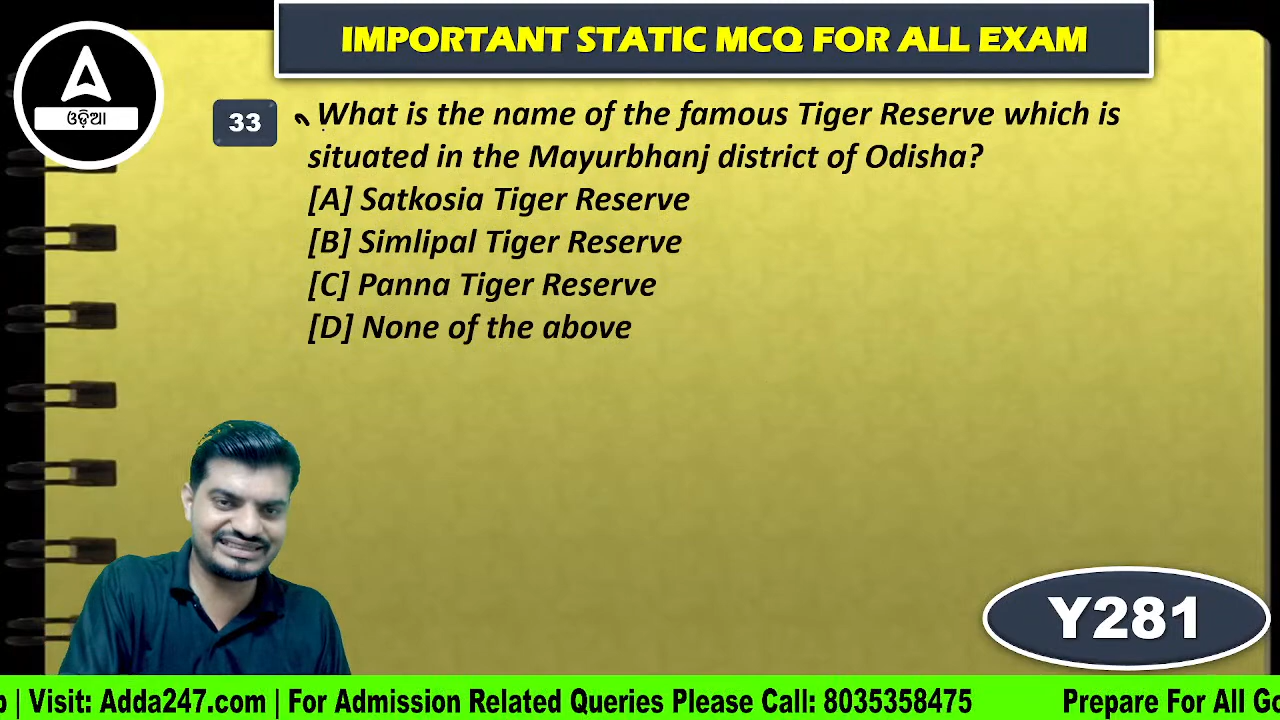 IMPORTANT STATIC MCQ FOR ALL EXAM
ଓଡ଼ିଆ
33
What is the name of the famous Tiger Reserve which is
situated in the Mayurbhanj district of Odisha?
[A] Satkosia Tiger Reserve
[B] Simlipal Tiger Reserve
[C] Panna Tiger Reserve
[D] None of the above
Y281
| Visit: Adda247.com | For Admission Related Queries Please Call: 8035358475 Prepare For All